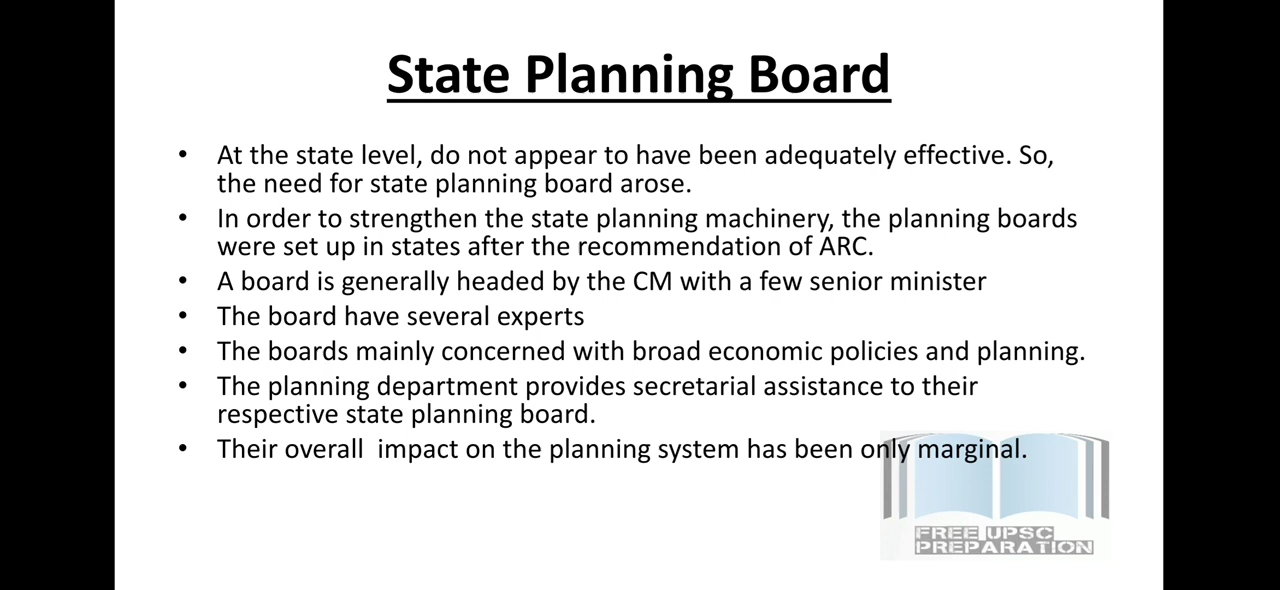 State Planning Board
• At the state level, do not appear to have been adequately effective. So,
the need for state planning board arose.
• In order to strengthen the state planning machinery, the planning boards
were set up in states after the recommendation of ARC.
• A board is generally headed by the CM with a few senior minister
• The board have several experts
• The boards mainly concerned with broad economic policies and planning.
• The planning department provides secretarial assistance to their
respective state planning board.
• Their overall  impact on the planning system has been only marginal.
FREE UPSC
PREPARATION